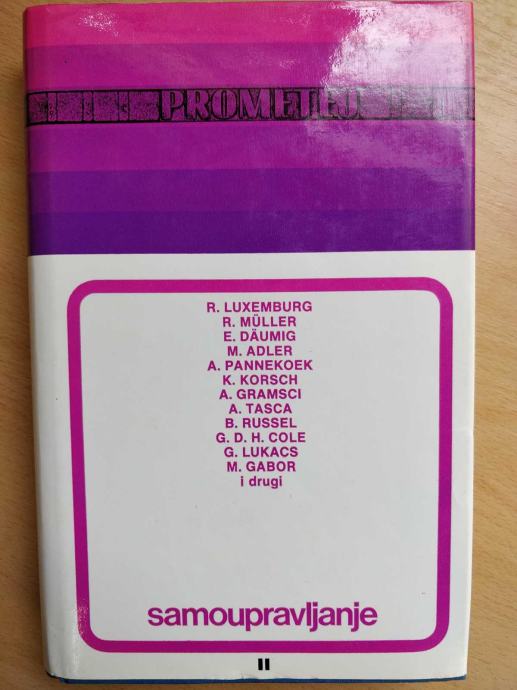 PROMETEJ
R. LUXEMBURG
R. MÜLLER
E. DÄUMIG
M. ADLER
A. PANNEKOEK
K. KORSCH
A. GRAMSCI
A. TASCA
B. RUSSEL
G. D. H. COLE
G. LUKACS
M. GABOR
i drugi
samoupravljanje
II